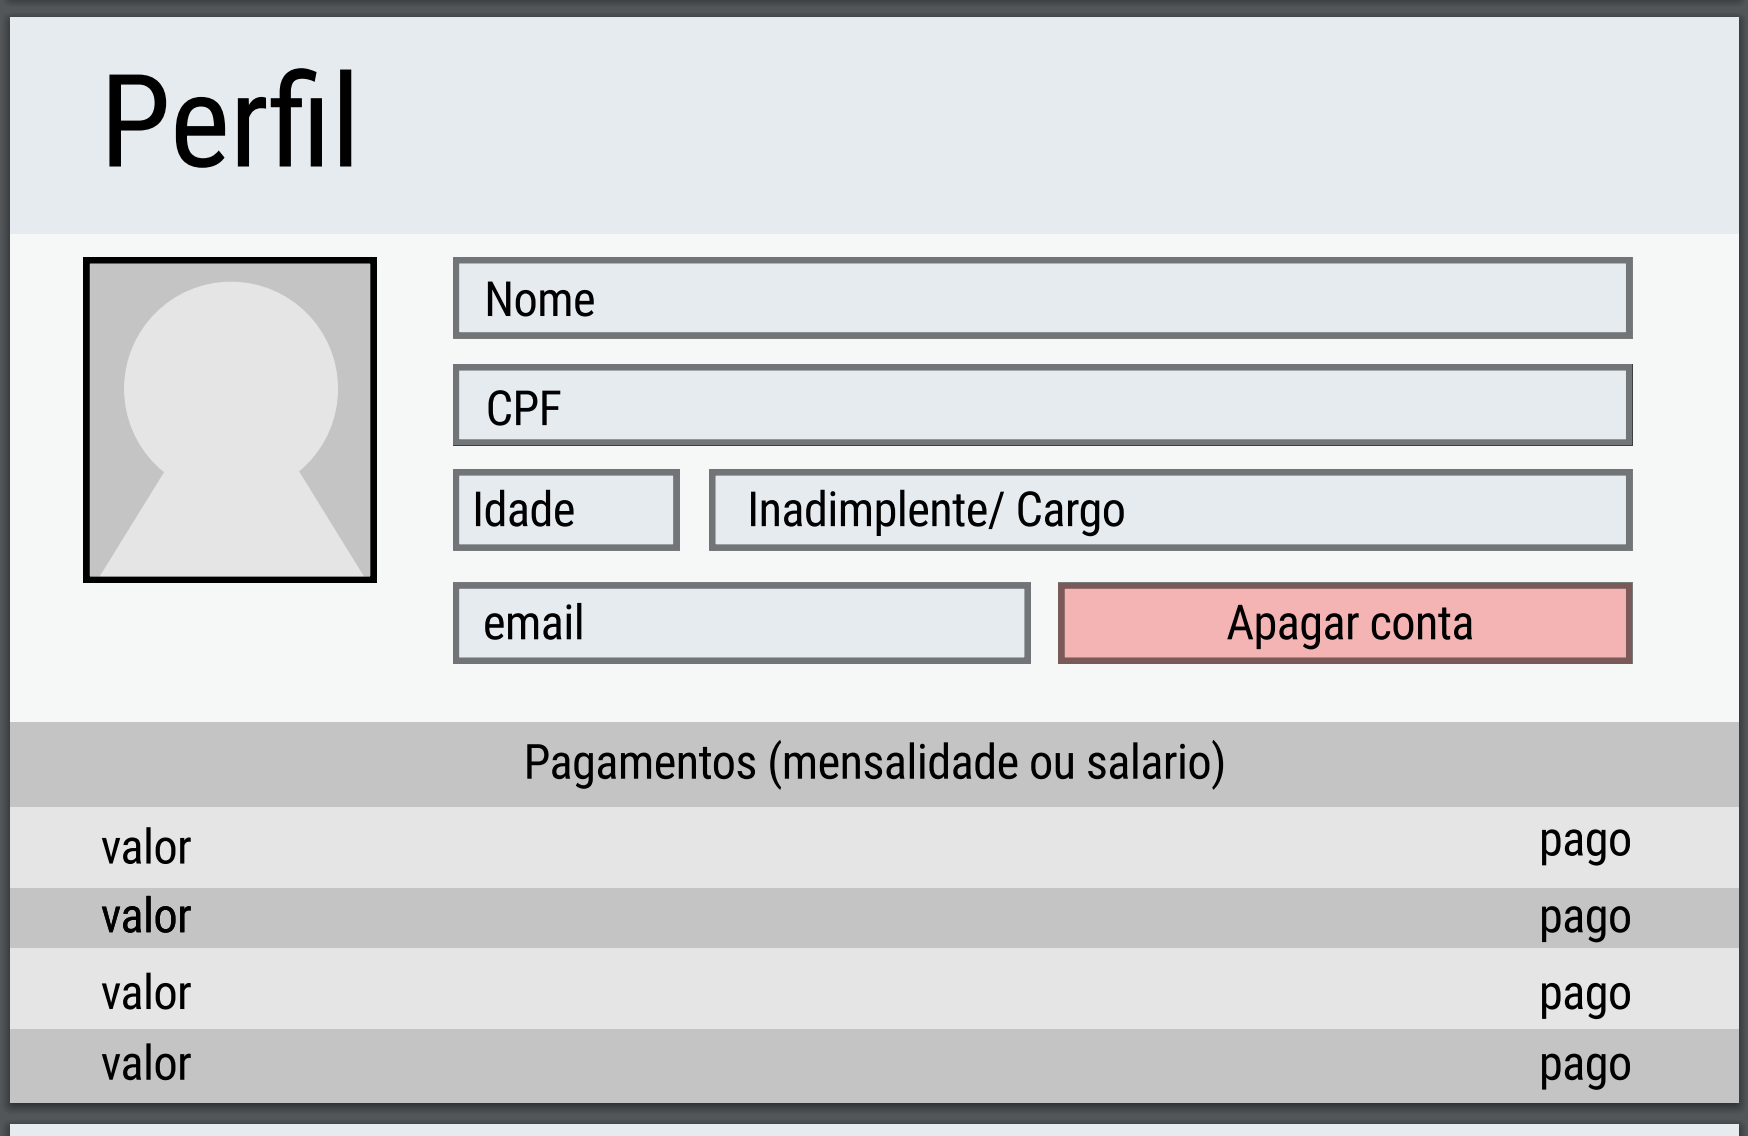 Perfil
Nome
CPF
Idade
Inadimplente/ Cargo
email
Apagar conta
Pagamentos (mensalidade ou salario)
valor pago
valor pago
valor pago
valor pago